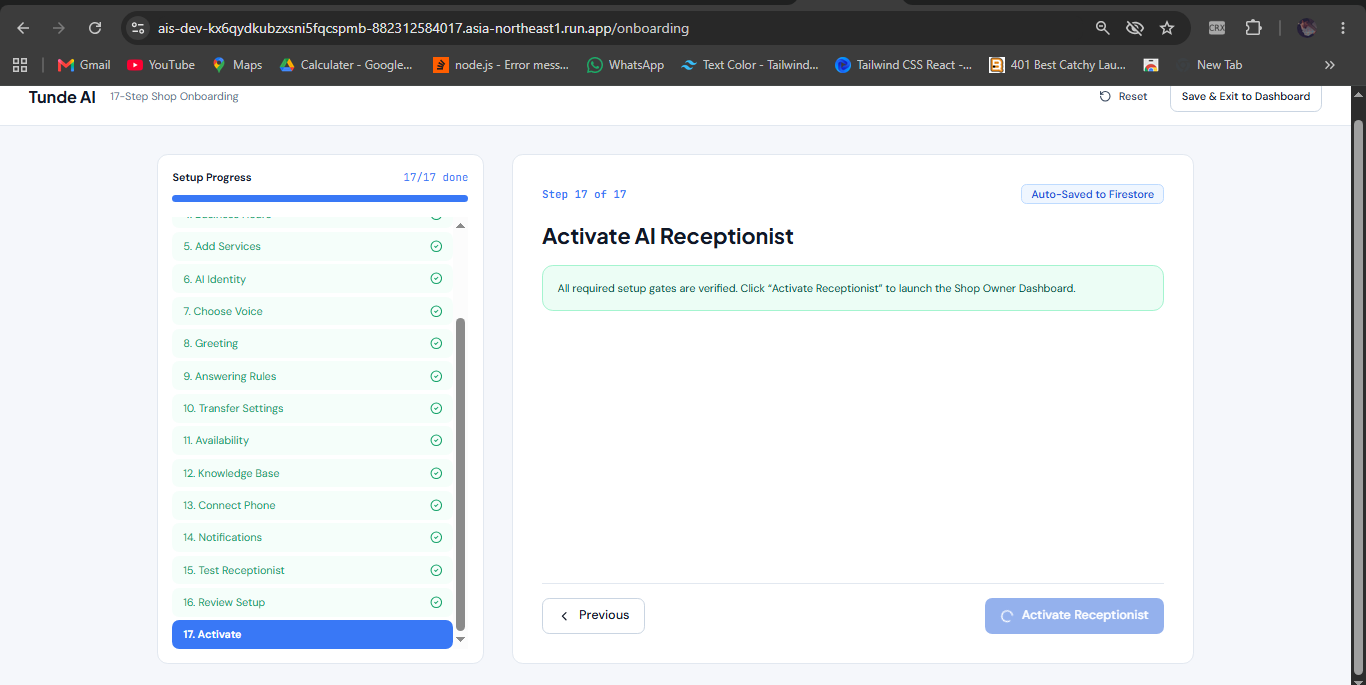 ais-dev-kx6qydkubzxsni5fqcspmb-882312584017.asia-northeast1.run.app/onboarding
CRX
Gmail YouTube Maps Calculater - Google... node.js - Error mess... WhatsApp Text Color - Tailwind... Tailwind CSS React -... 401 Best Catchy Lau... New Tab
Tunde AI 17-Step Shop Onboarding Reset Save & Exit to Dashboard
Setup Progress 17/17 done
5. Add Services
6. AI Identity
7. Choose Voice
8. Greeting
9. Answering Rules
10. Transfer Settings
11. Availability
12. Knowledge Base
13. Connect Phone
14. Notifications
15. Test Receptionist
16. Review Setup
17. Activate
Step 17 of 17 Auto-Saved to Firestore
Activate AI Receptionist
All required setup gates are verified. Click “Activate Receptionist” to launch the Shop Owner Dashboard.
Previous Activate Receptionist